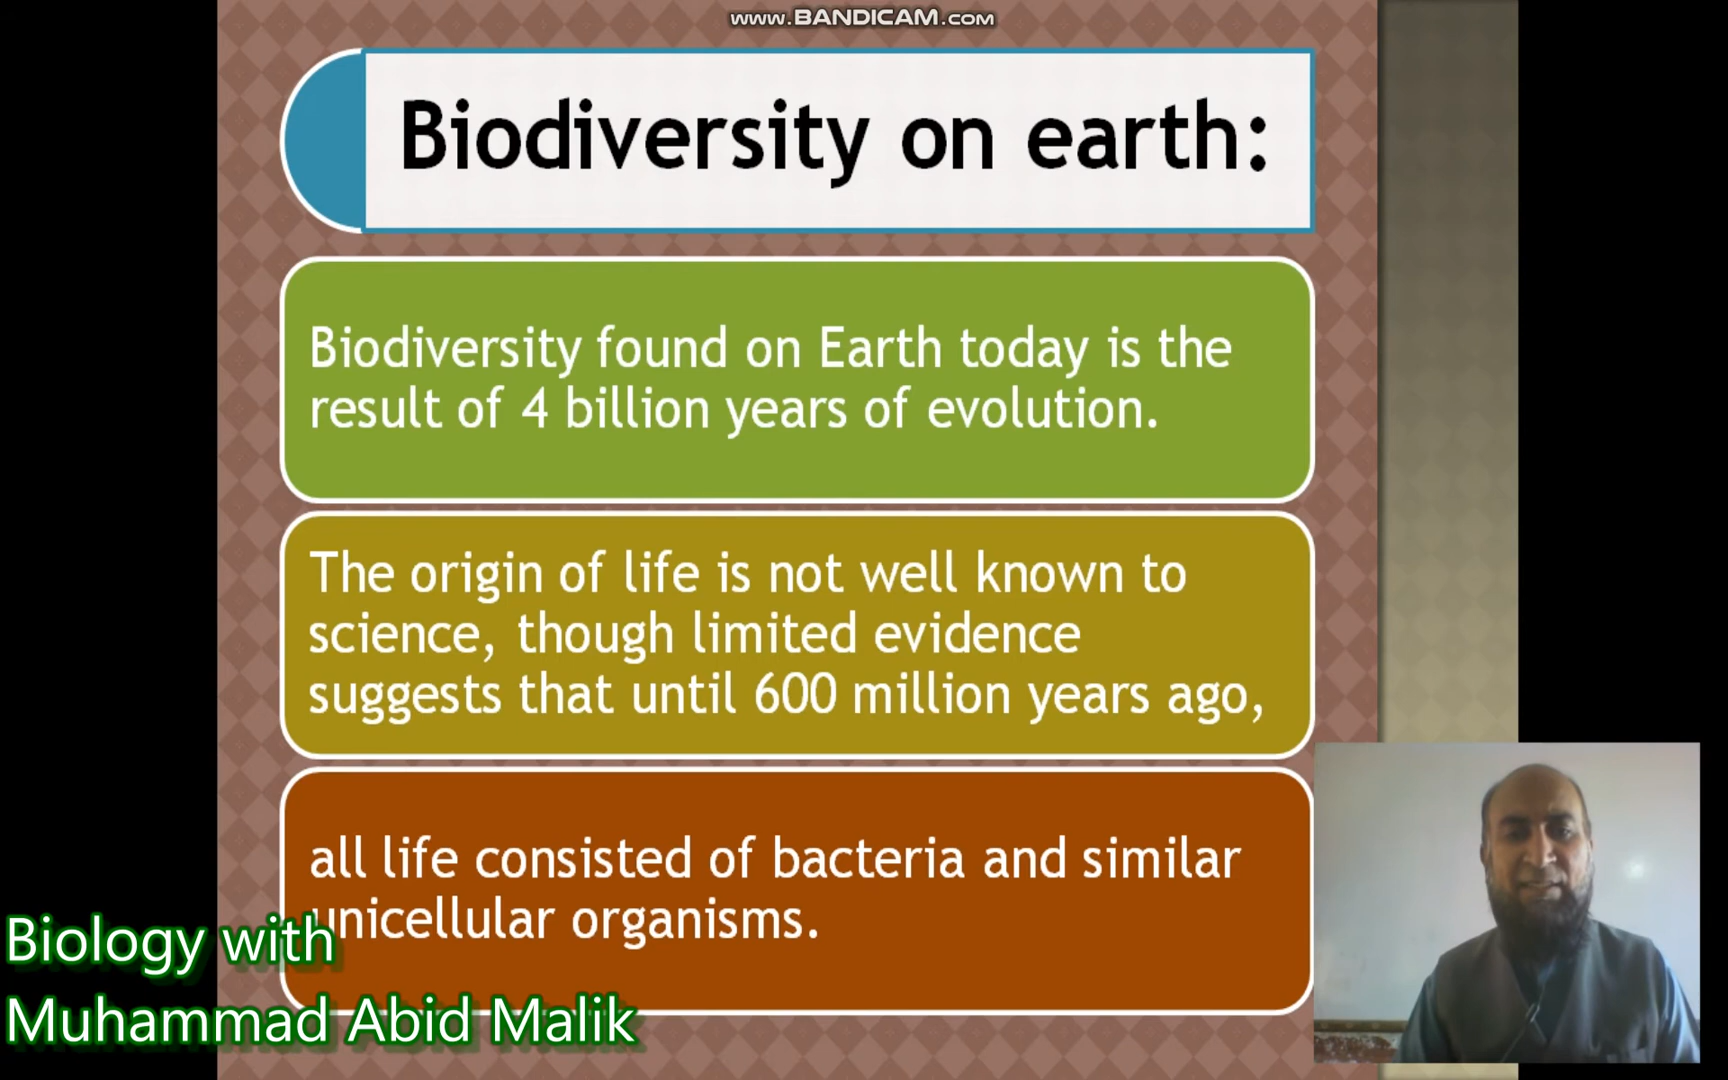 www.BANDICAM.com
Biodiversity on earth:
Biodiversity found on Earth today is the
result of 4 billion years of evolution.
The origin of life is not well known to
science, though limited evidence
suggests that until 600 million years ago,
all life consisted of bacteria and similar
unicellular organisms.
Biology with
Muhammad Abid Malik